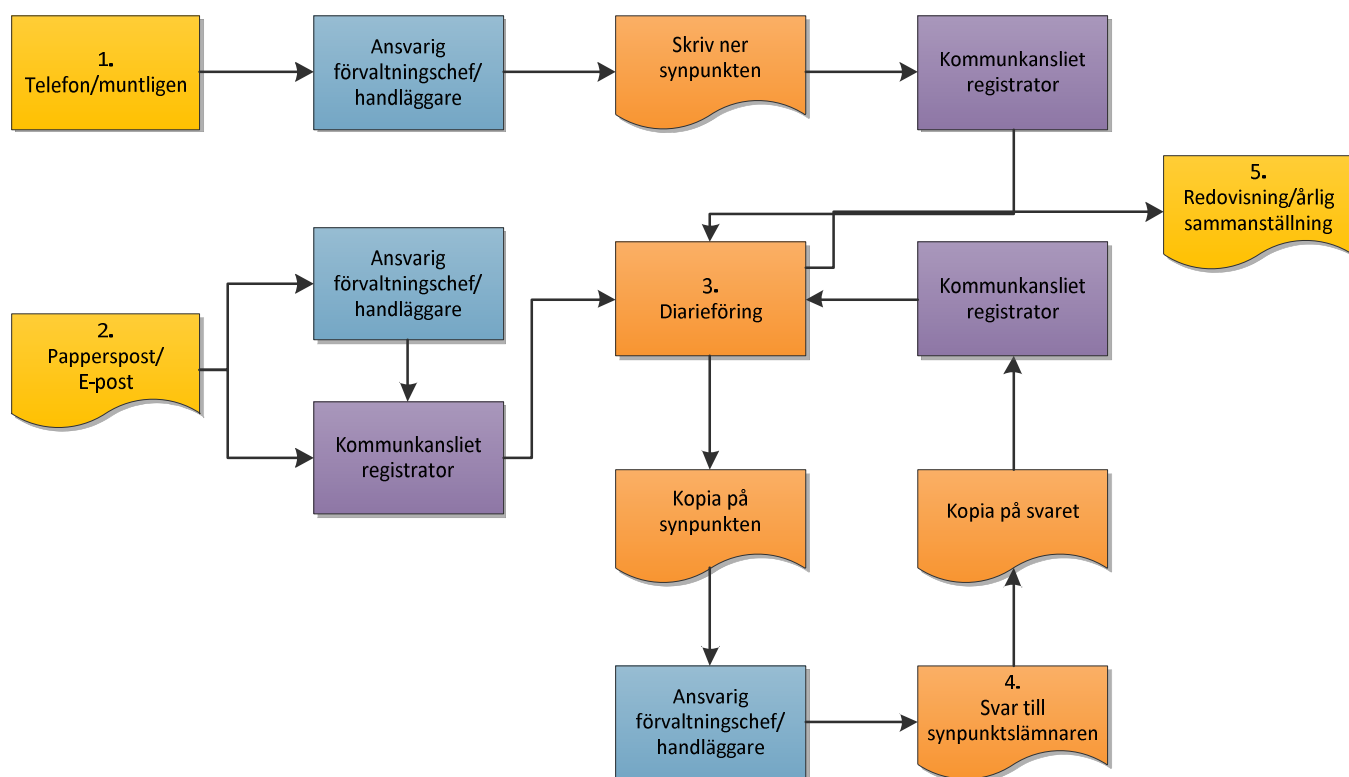 1.
Telefon/muntligen
Ansvarig
förvaltningschef/
handläggare
Skriv ner
synpunkten
Kommunkansliet
registrator
5.
Redovisning/årlig
sammanställning
2.
Papperspost/
E-post
Ansvarig
förvaltningschef/
handläggare
Kommunkansliet
registrator
3.
Diarieföring
Kommunkansliet
registrator
Kopia på
synpunkten
Kopia på svaret
Ansvarig
förvaltningschef/
handläggare
4.
Svar till
synpunktslämnaren